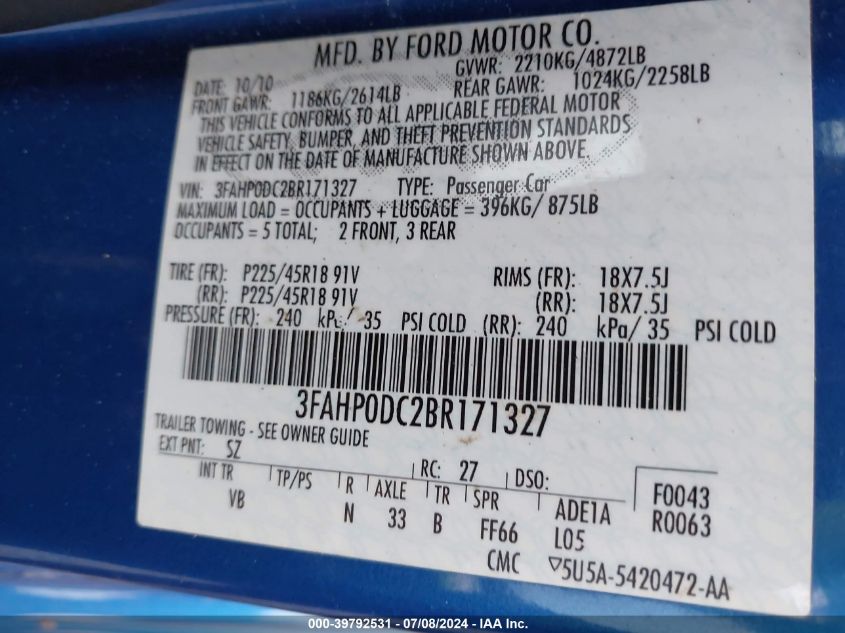 MFD. BY FORD MOTOR CO.
DATE: 10/10 GVWR: 2210KG/4872LB
FRONT GAWR: 1186KG/2614LB REAR GAWR: 1024KG/2258LB
THIS VEHICLE CONFORMS TO ALL APPLICABLE FEDERAL MOTOR
VEHICLE SAFETY, BUMPER, AND THEFT PREVENTION STANDARDS
IN EFFECT ON THE DATE OF MANUFACTURE SHOWN ABOVE.
VIN: 3FAHP0DC2BR171327 TYPE: Passenger Car
MAXIMUM LOAD = OCCUPANTS + LUGGAGE = 396KG/ 875LB
OCCUPANTS = 5 TOTAL; 2 FRONT, 3 REAR
TIRE (FR): P225/45R18 91V RIMS (FR): 18X7.5J
(RR): P225/45R18 91V (RR): 18X7.5J
PRESSURE (FR): 240 kPa/ 35 PSI COLD (RR): 240 kPa/ 35 PSI COLD
3FAHP0DC2BR171327
TRAILER TOWING - SEE OWNER GUIDE
EXT PNT: SZ RC: 27 DSO: F0043
INT TR TP/PS R AXLE TR SPR ADE1A R0063
VB N 33 B FF66 L05
CMC ▽5U5A-5420472-AA
000-39792531 - 07/08/2024 - IAA Inc.